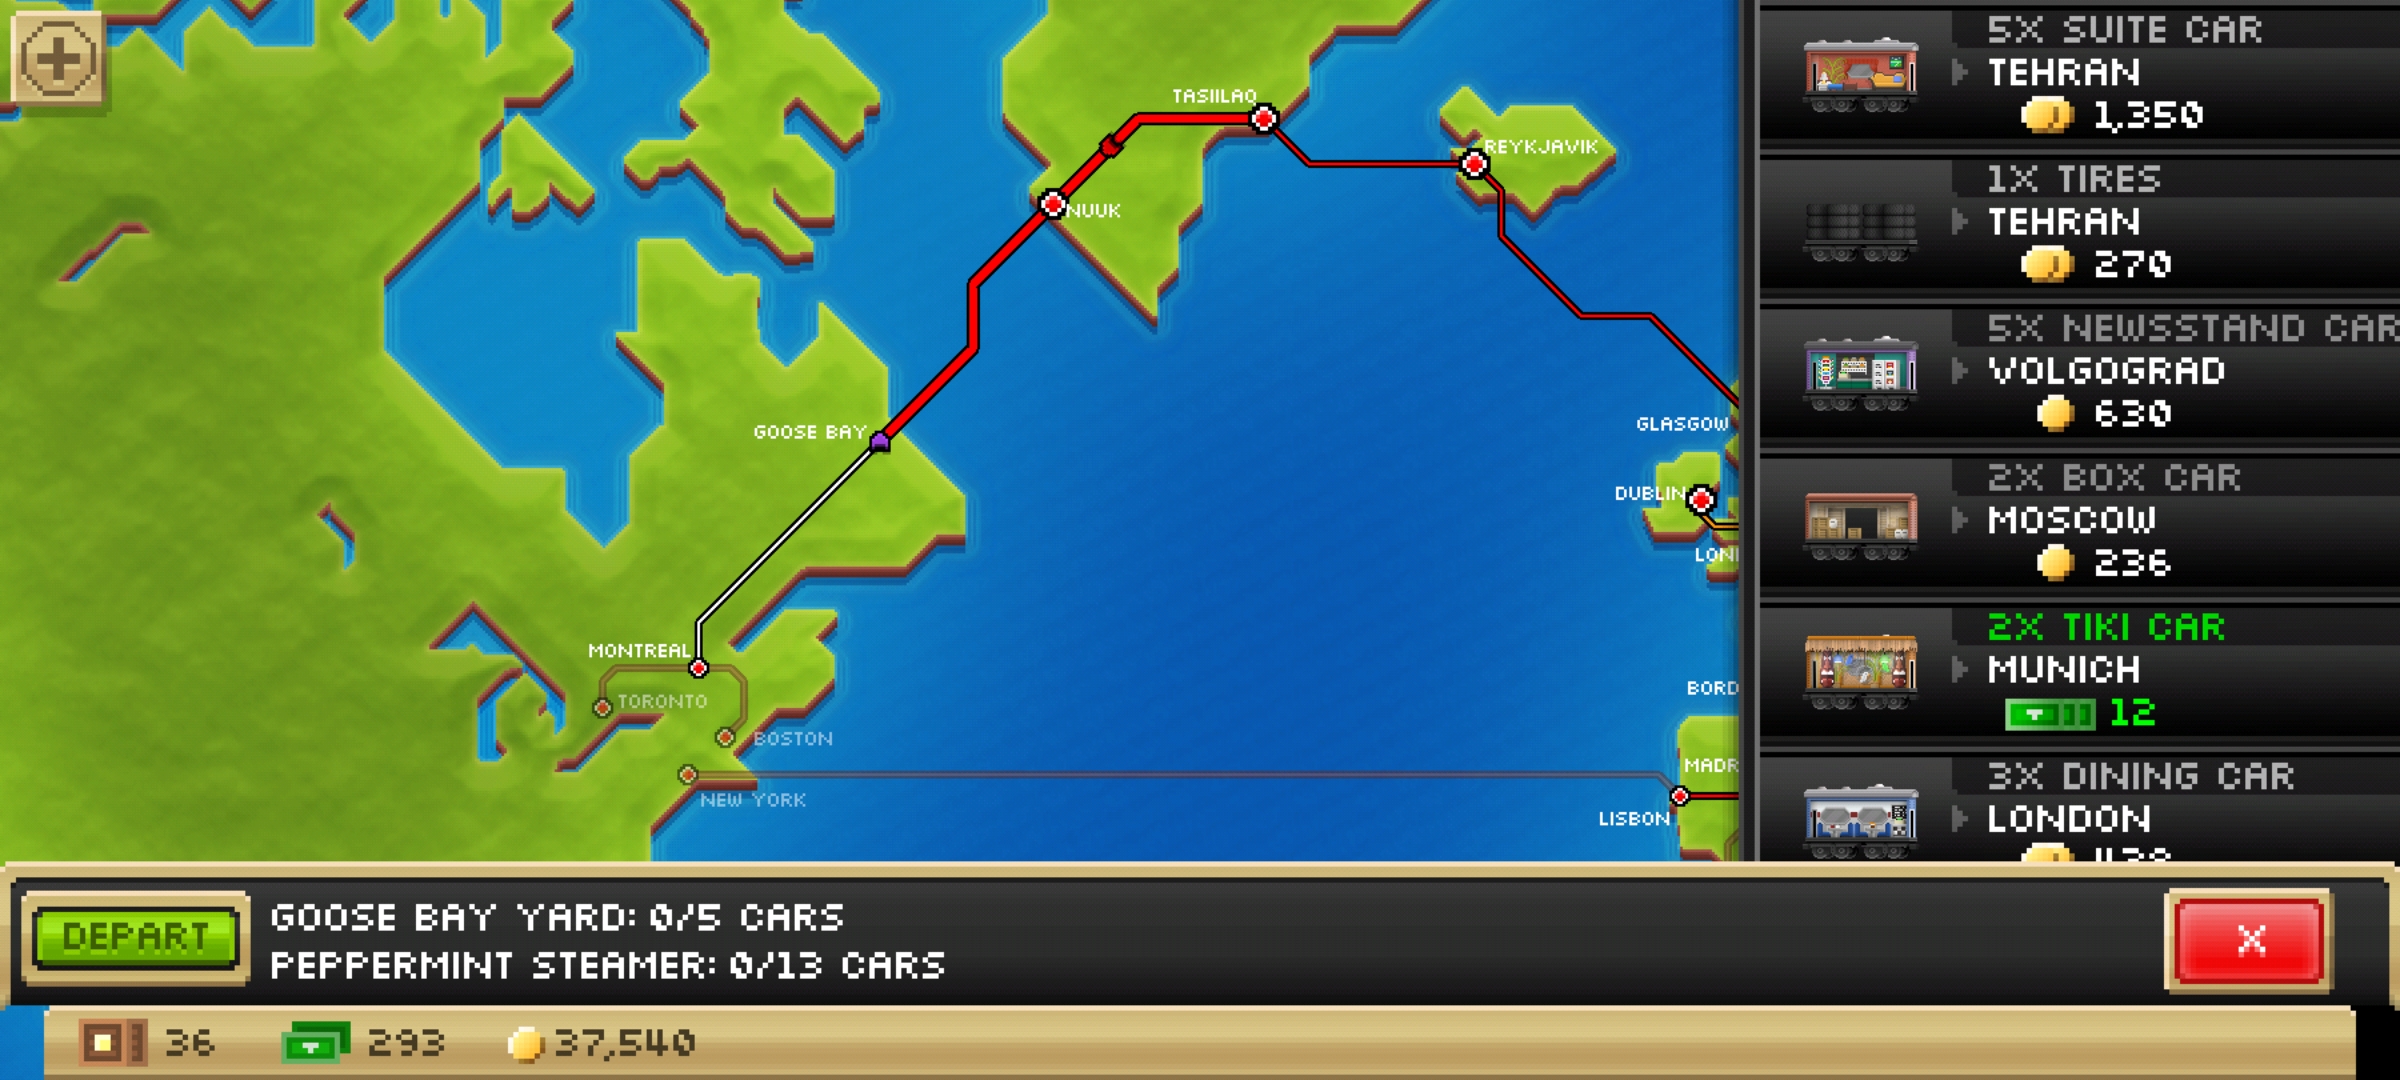 TASIILAQ
REYKJAVIK
NUUK
GOOSE BAY
GLASGOW
DUBLIN
MONTREAL
TORONTO
BOSTON
NEW YORK
BORD
MADR
LISBON
5X SUITE CAR
TEHRAN
1,350
1X TIRES
TEHRAN
270
5X NEWSSTAND CAR
VOLGOGRAD
630
2X BOX CAR
MOSCOW
236
2X TIKI CAR
MUNICH
12
3X DINING CAR
LONDON
DEPART
GOOSE BAY YARD: 0/5 CARS
PEPPERMINT STEAMER: 0/13 CARS
X
36
293
37,540